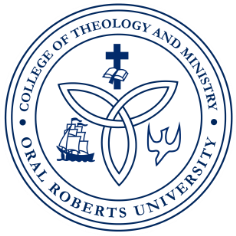 COLLEGE OF THEOLOGY AND MINISTRY
ORAL ROBERTS UNIVERSITY